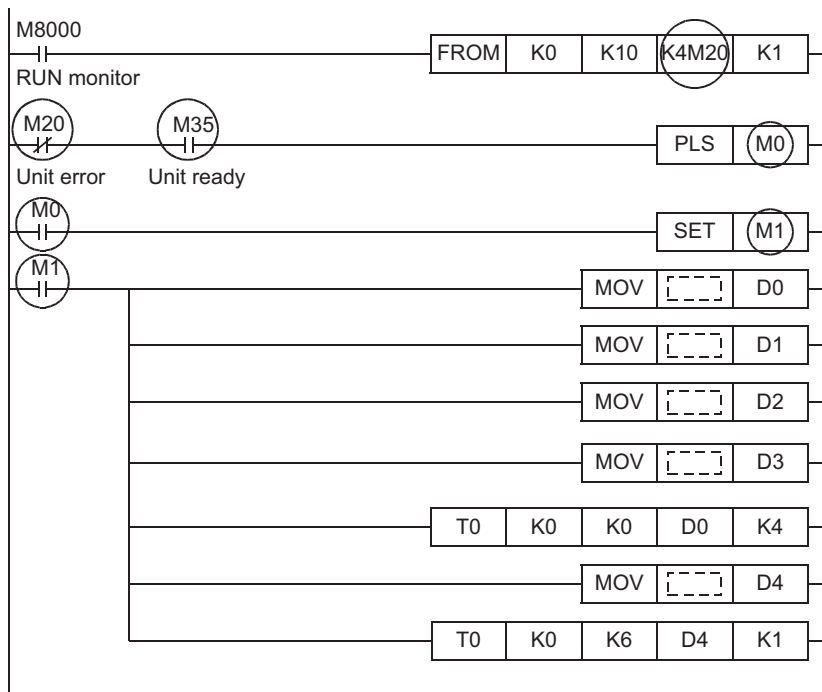 M8000
FROM K0 K10 K4M20 K1
RUN monitor
M20 M35
PLS M0
Unit error Unit ready
M0
SET M1
M1
MOV D0
MOV D1
MOV D2
MOV D3
T0 K0 K0 D0 K4
MOV D4
T0 K0 K6 D4 K1